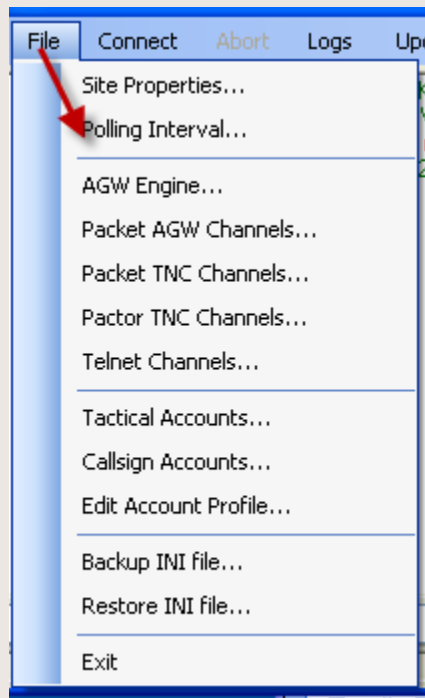 File Connect Abort Logs
Site Properties...
Polling Interval...
AGW Engine...
Packet AGW Channels...
Packet TNC Channels...
Pactor TNC Channels...
Telnet Channels...
Tactical Accounts...
Callsign Accounts...
Edit Account Profile...
Backup INI file...
Restore INI file...
Exit